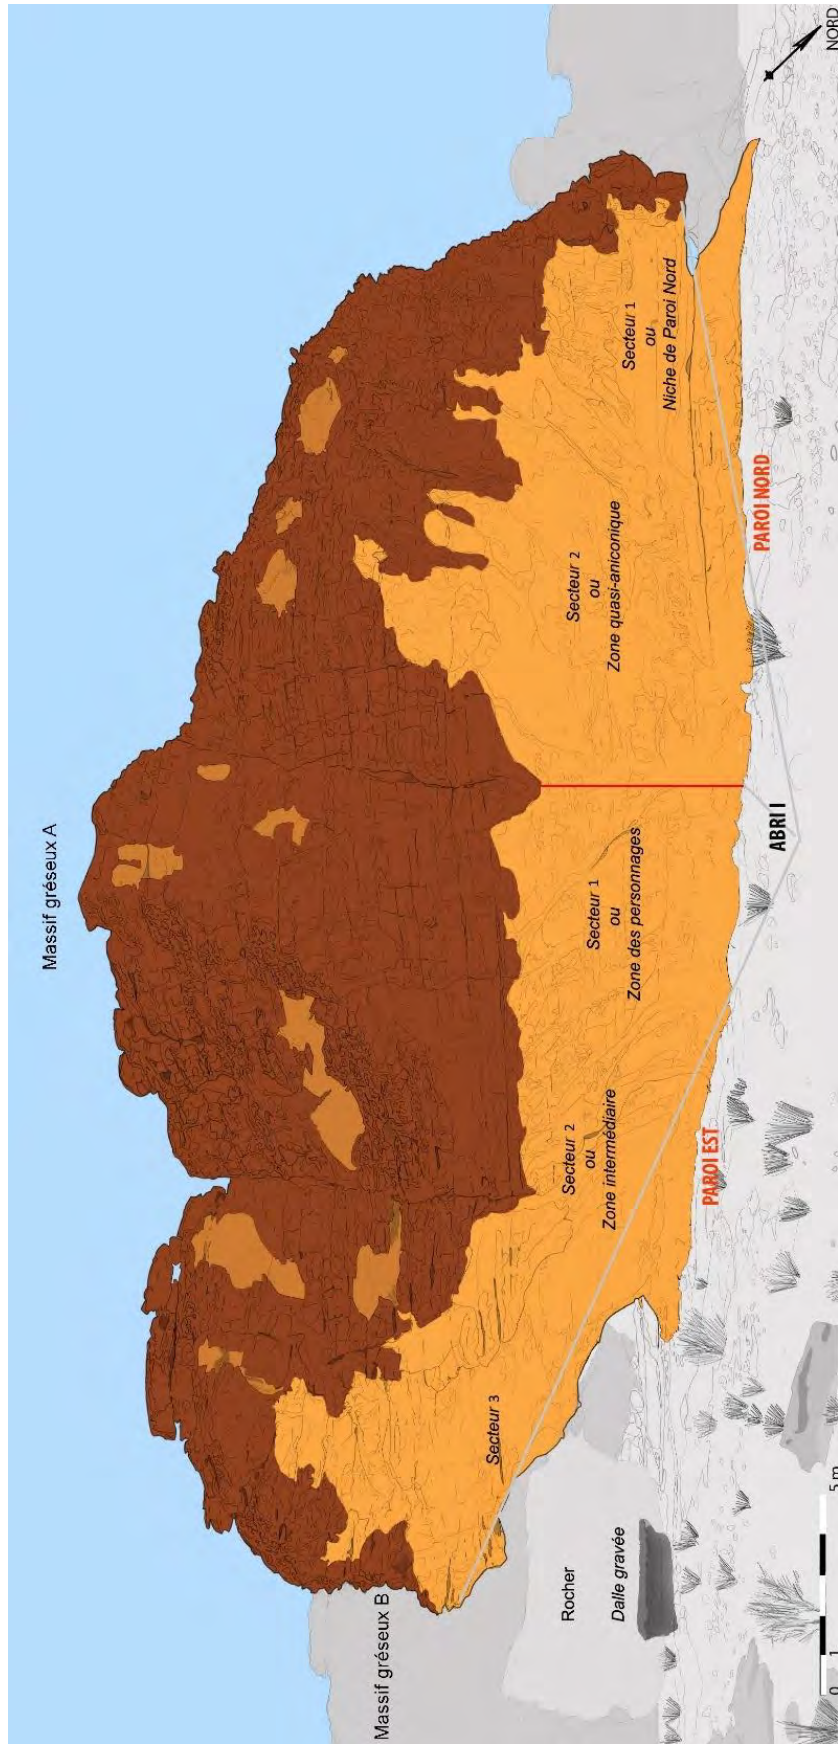 Massif gréseux A
NORD
Secteur 1
ou
Niche de Paroi Nord
Secteur 2
ou
Zone quasi-aniconique
PAROI NORD
Secteur 1
ou
Zone des personnages
ABRI I
Secteur 2
ou
Zone intermédiaire
PAROI EST
Secteur 3
Massif gréseux B
Rocher
Dalle gravée
0 1 5 m